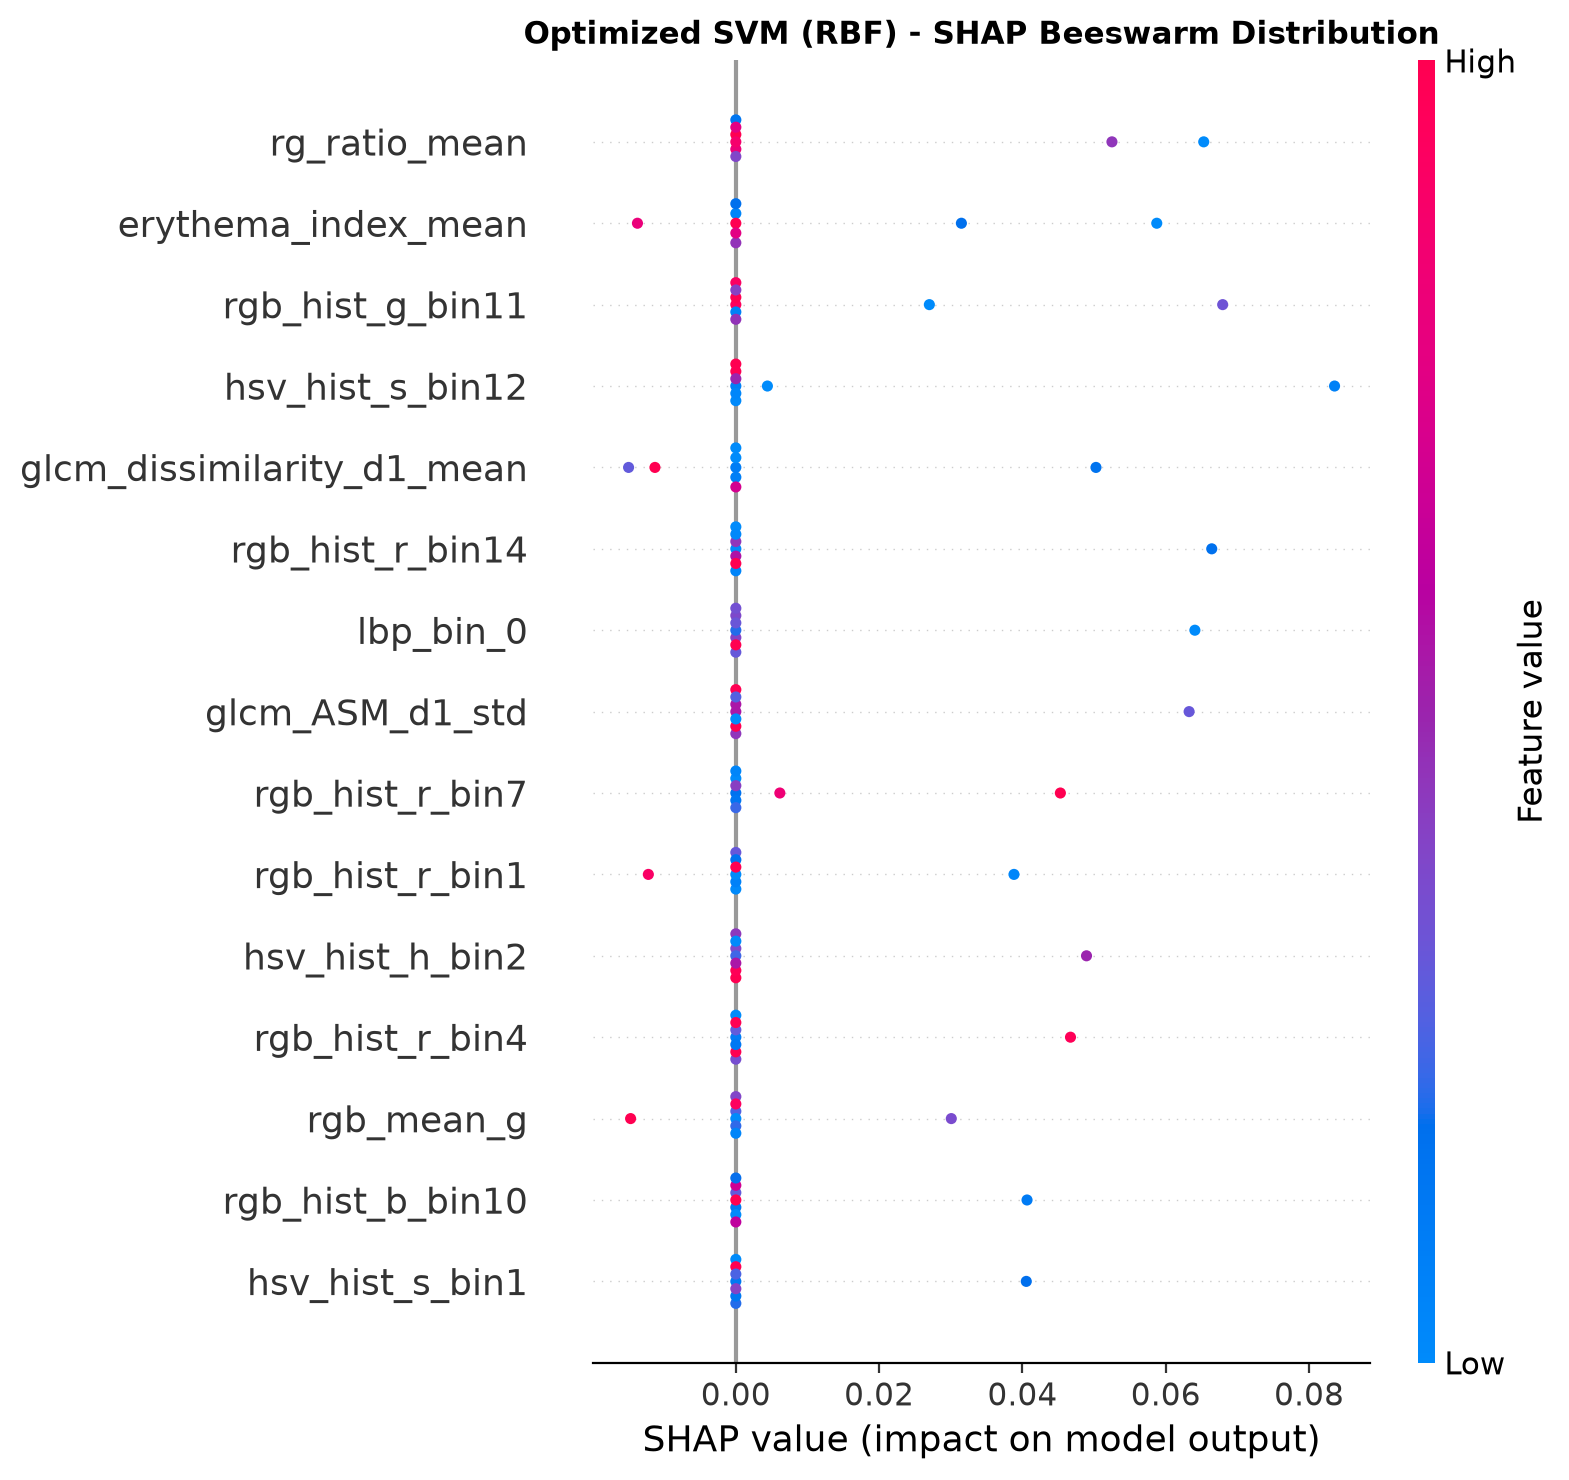 Optimized SVM (RBF) - SHAP Beeswarm Distribution
High
rg_ratio_mean
erythema_index_mean
rgb_hist_g_bin11
hsv_hist_s_bin12
glcm_dissimilarity_d1_mean
rgb_hist_r_bin14
lbp_bin_0
glcm_ASM_d1_std
rgb_hist_r_bin7
rgb_hist_r_bin1
hsv_hist_h_bin2
rgb_hist_r_bin4
rgb_mean_g
rgb_hist_b_bin10
hsv_hist_s_bin1
Feature value
Low
0.00 0.02 0.04 0.06 0.08
SHAP value (impact on model output)